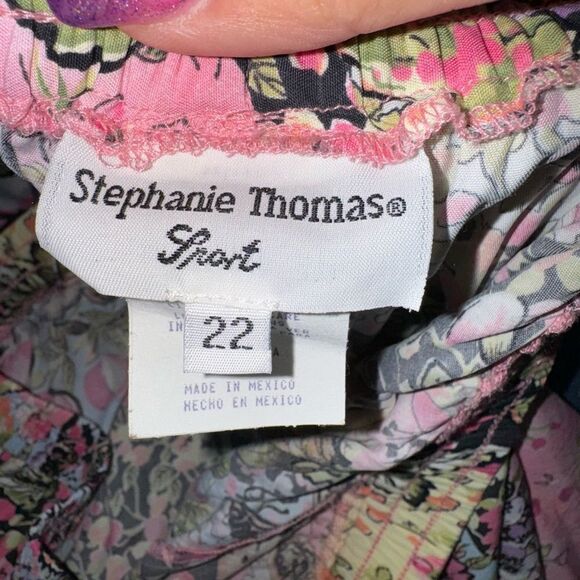 Stephanie Thomas®
Sport
22
MADE IN MEXICO
HECHO EN MEXICO